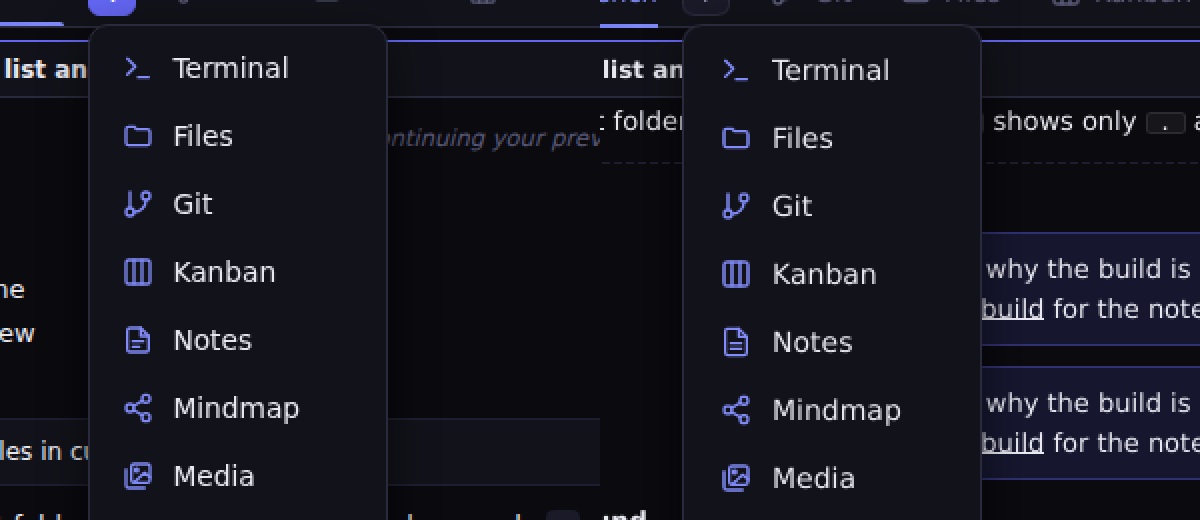 list an
Terminal
Files
Git
Kanban
Notes
Mindmap
Media
ontinuing your prev
ne
ew
les in cu
list an
Terminal
Files
Git
Kanban
Notes
Mindmap
Media
t folder
shows only . a
why the build is
build for the note
why the build is
build for the note